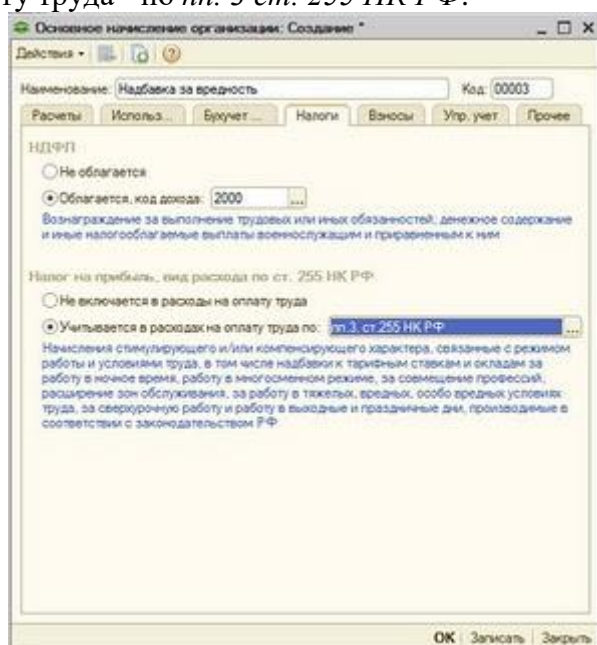 ту труда" по пп. 3 ст. 255 НК РФ:
Основное начисление организации: Создание *
Действия
Наименование: Надбавка за вредность Код: 00003
Расчеты Использ... Бухучет ... Налоги Взносы Упр. учет Прочее
НДФЛ
Не облагается
Облагается, код дохода: 2000 ...
Вознаграждение за выполнение трудовых или иных обязанностей; денежное содержание
и иные налогооблагаемые выплаты военнослужащим и приравненным к ним
Налог на прибыль, вид расхода по ст. 255 НК РФ
Не включается в расходы на оплату труда
Учитывается в расходах на оплату труда по: пп.3, ст.255 НК РФ ...
Начисления стимулирующего и/или компенсирующего характера, связанные с режимом
работы и условиями труда, в том числе надбавки к тарифным ставкам и окладам за
работу в ночное время, работу в многосменном режиме, за совмещение профессий,
расширение зон обслуживания, за работу в тяжелых, вредных, особо вредных условиях
труда, за сверхурочную работу и работу в выходные и праздничные дни, производимые в
соответствии с законодательством РФ
OK Записать Закрыть